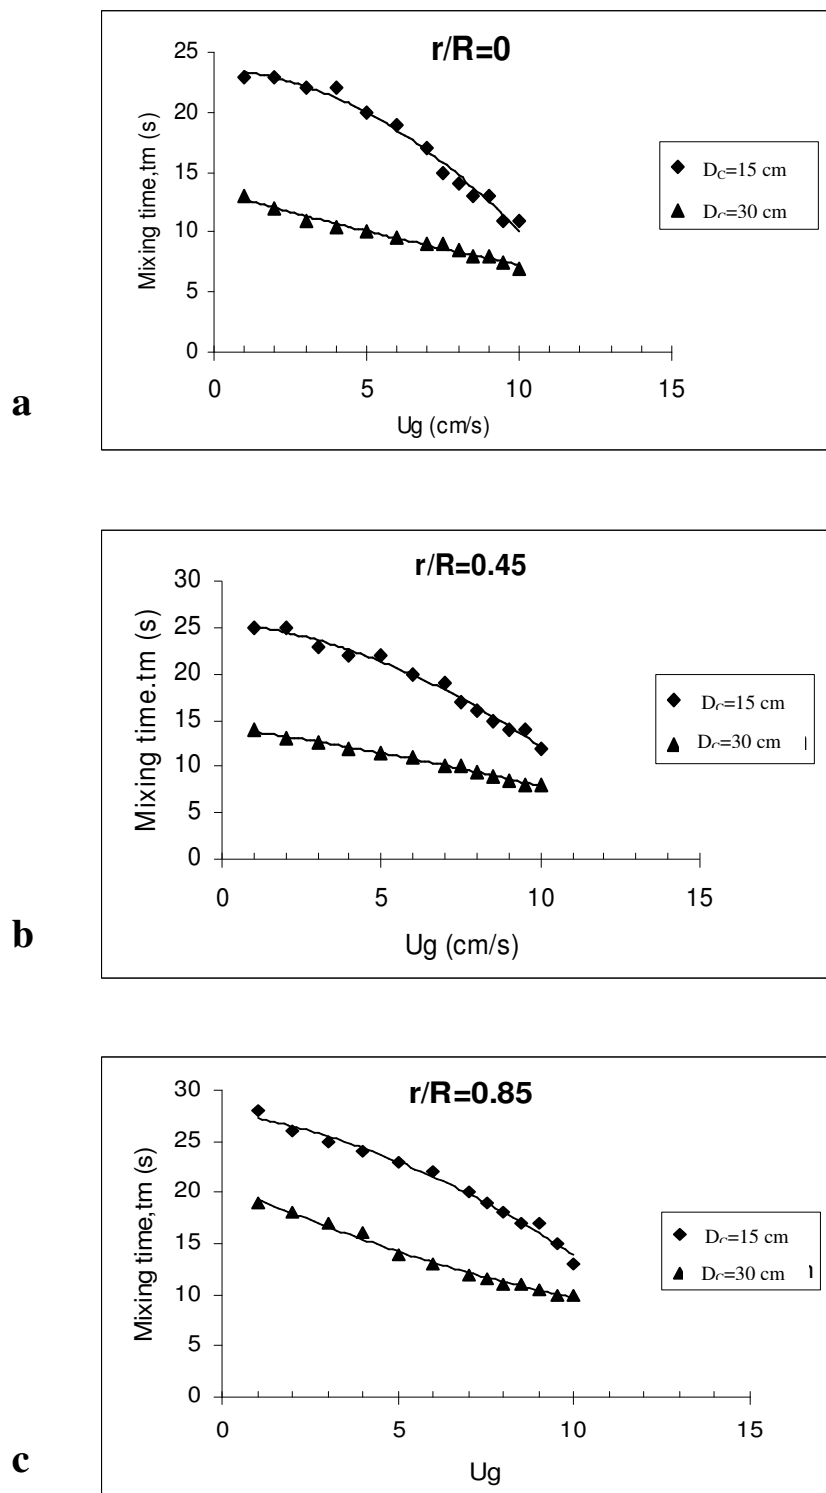 r/R=0
25
20
15
10
5
0
Mixing time,tm (s)
0 5 10 15
Ug (cm/s)
D_C=15 cm
D_C=30 cm
a
r/R=0.45
30
25
20
15
10
5
0
Mixing time.tm (s)
0 5 10 15
Ug (cm/s)
D_C=15 cm
D_C=30 cm
b
r/R=0.85
30
25
20
15
10
5
0
Mixing time,tm (s)
0 5 10 15
Ug
D_C=15 cm
D_C=30 cm
c